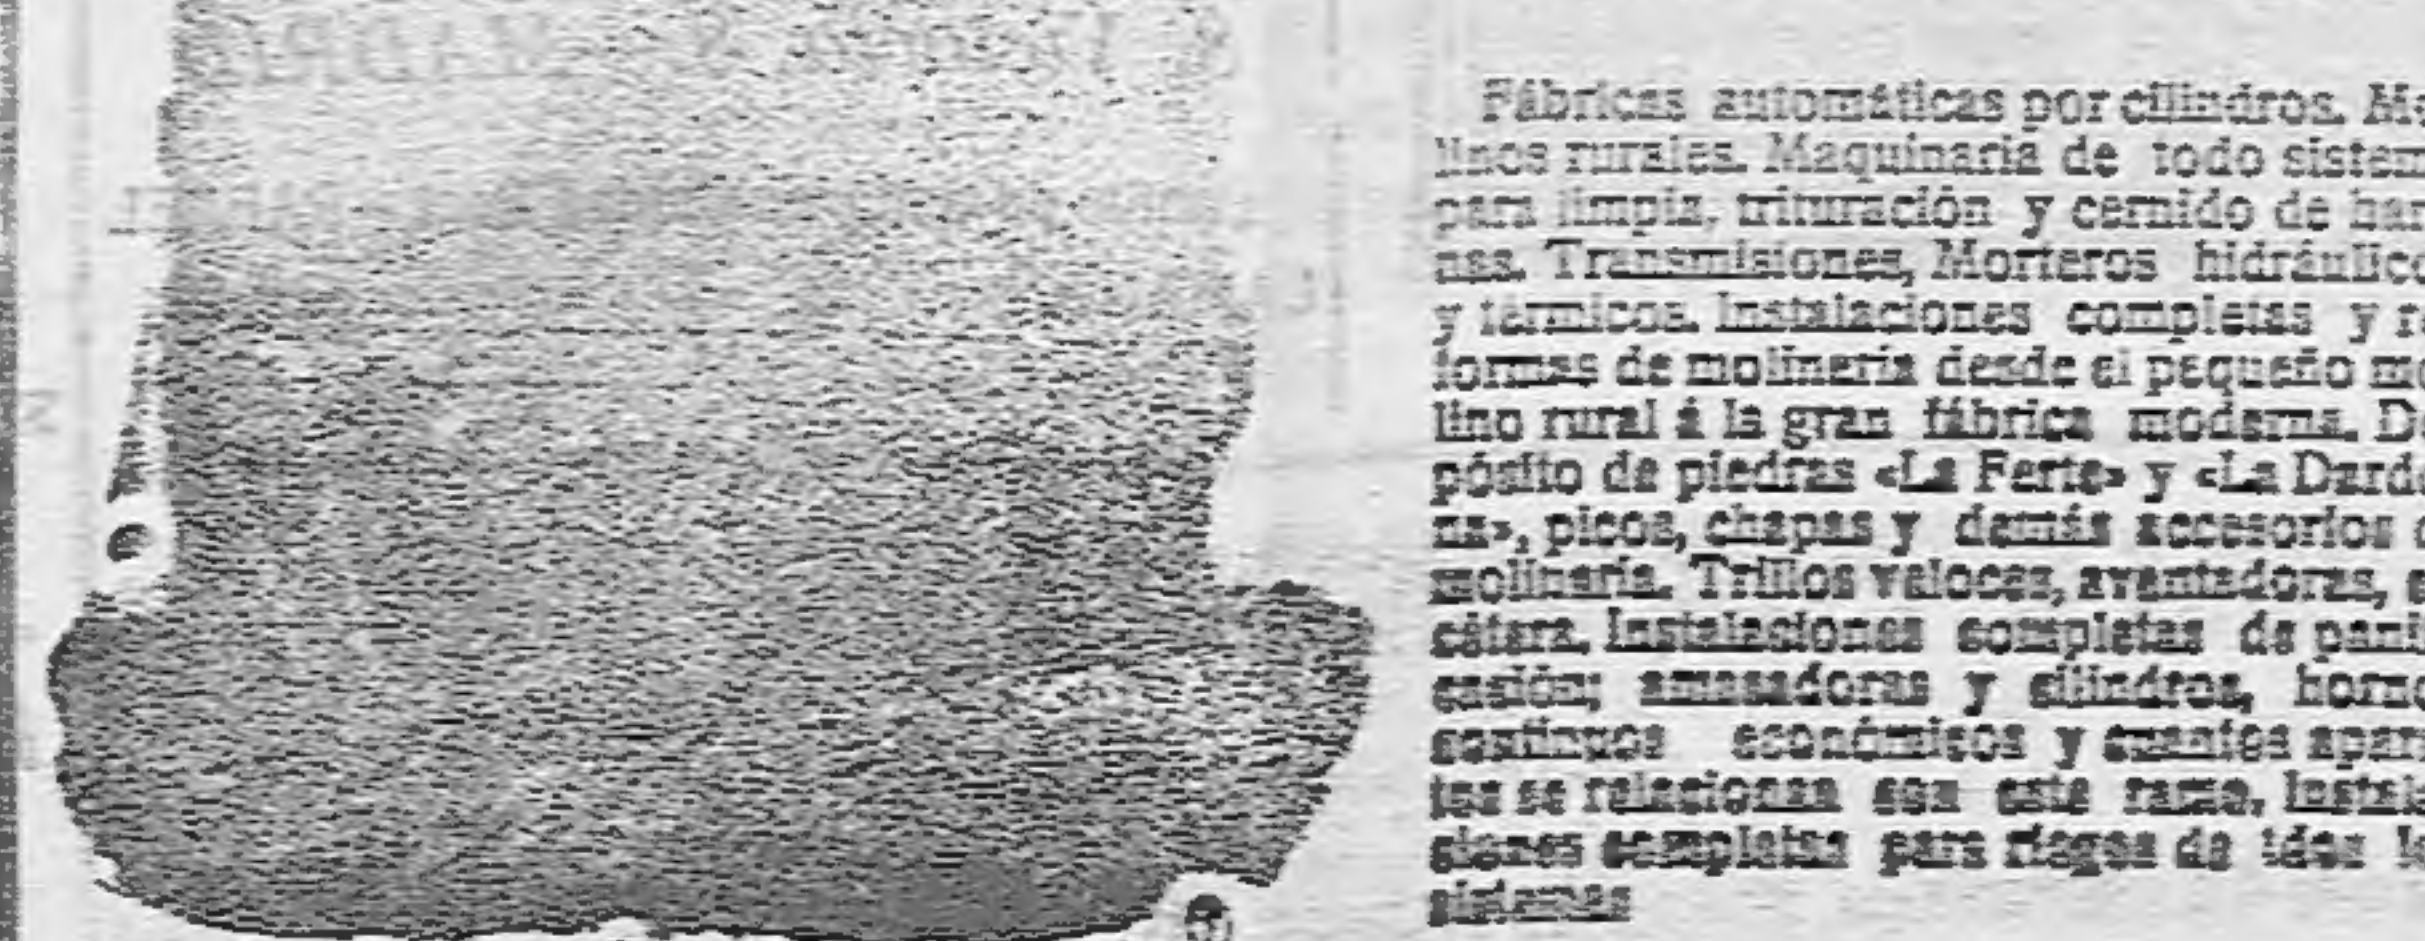 Fábricas automáticas por cilindros. Mo
linos rurales. Maquinaria de todo sistem
para limpia, trituración y cernido de har
nas. Transmisiones, Morteros hidráulico
y térmicos. Instalaciones completas y re
formas de molinería desde el pequeño mo
lino rural á la gran fábrica moderna. De
pósito de piedras «La Ferte» y «La Dordo
na», picos, chapas y demás accesorios d
molinería. Trillos veloces, aventadoras, e
cétera. Instalaciones completas de panifi
cación; amasadoras y cilindros, horno
continuos económicos y cuantos apara
tos se relacionan con este ramo. Instala
ciones completas para riegos de tdos lo
sistemas